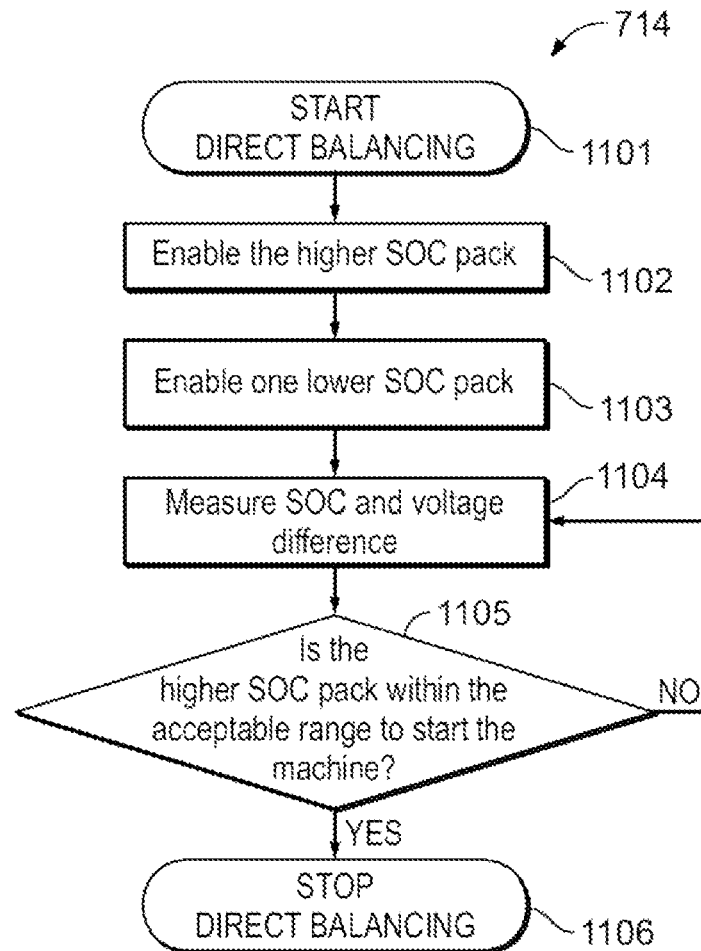 714
START
DIRECT BALANCING
1101
Enable the higher SOC pack
1102
Enable one lower SOC pack
1103
1104
Measure SOC and voltage
difference
1105
Is the
higher SOC pack within the
acceptable range to start the
machine?
NO
YES
STOP
DIRECT BALANCING
1106